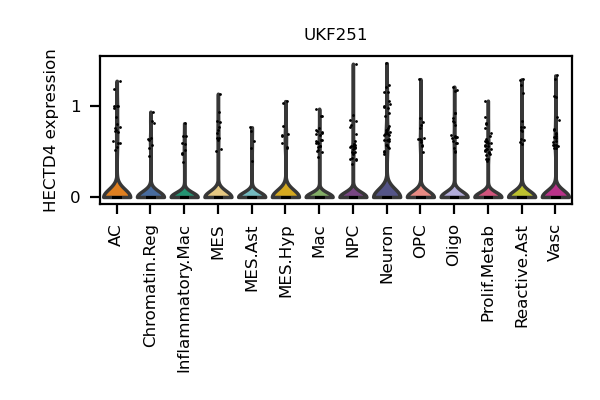 UKF251
HECTD4 expression
1
0
AC
Chromatin.Reg
Inflammatory.Mac
MES
MES.Ast
MES.Hyp
Mac
NPC
Neuron
OPC
Oligo
Prolif.Metab
Reactive.Ast
Vasc